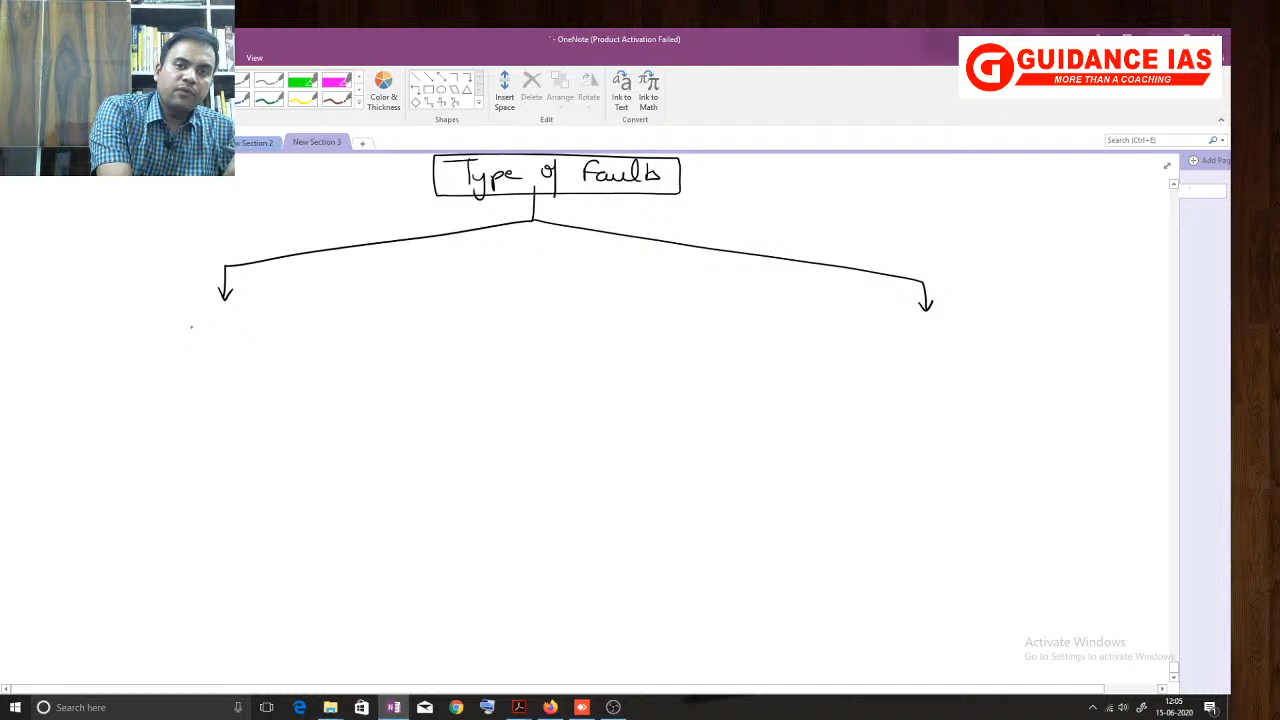 - OneNote (Product Activation Failed)
GUIDANCE IAS
MORE THAN A COACHING
View
Color & Thickness
Insert Space
Delete
Arrange
Rotate
Ink to Text
Ink to Math
Shapes
Edit
Convert
w Section 2
New Section 3
Search (Ctrl+E)
Add Pag
Type of Faults
Activate Windows
Go to Settings to activate Windows
Search here
12:05
15-06-2020